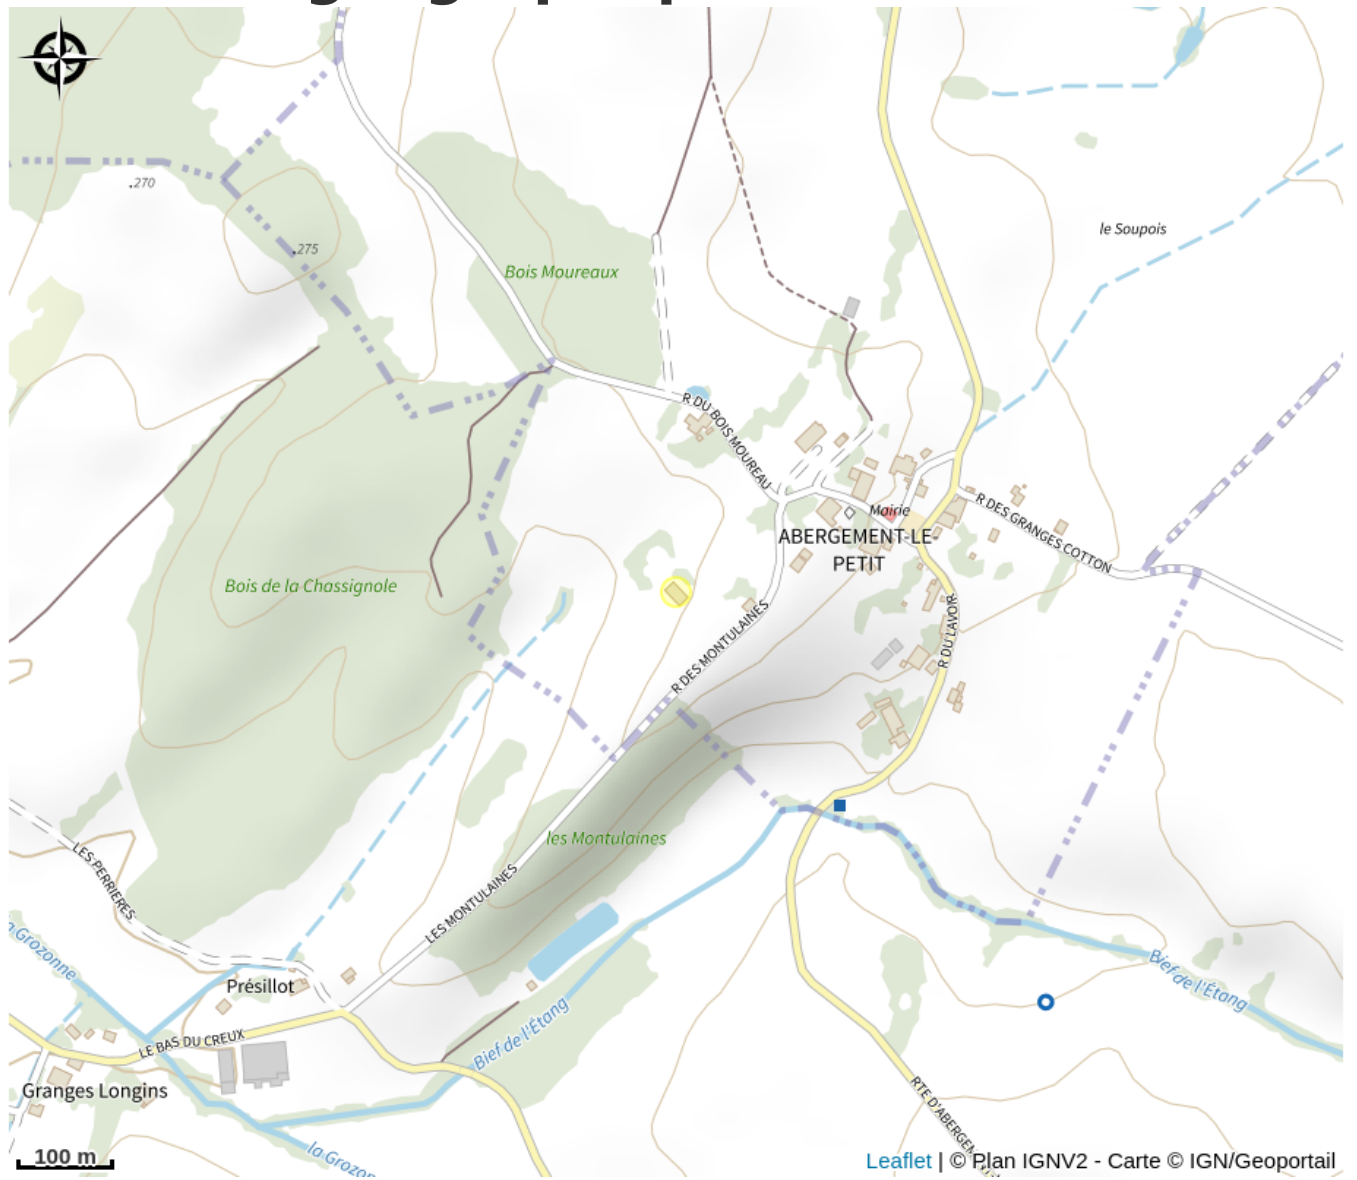 .270
.275
le Soupois
Bois Moureaux
R DU BOIS MOUREAU
Mairie
R DES GRANGES COTTON
ABERGEMENT-LE-
PETIT
Bois de la Chassignole
R DU LAVOIR
R DES MONTULAINES
les Montulaines
LES PERRIERES
LES MONTULAINES
la Grozonne
Présillot
Bief de l'Étang
Bief de l'Étang
LE BAS DU CREUX
Granges Longins
100 m
Leaflet | © Plan IGNV2 - Carte © IGN/Geoportail